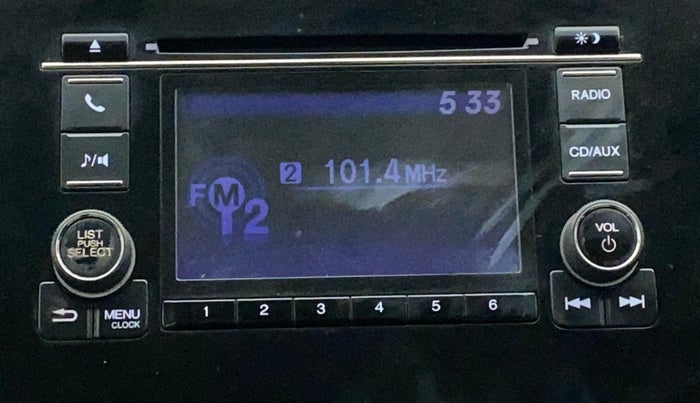 5 33
RADIO
2 101.4 MHz
CD/AUX
FM
2
LIST
PUSH
SELECT
VOL
MENU
CLOCK
1 2 3 4 5 6